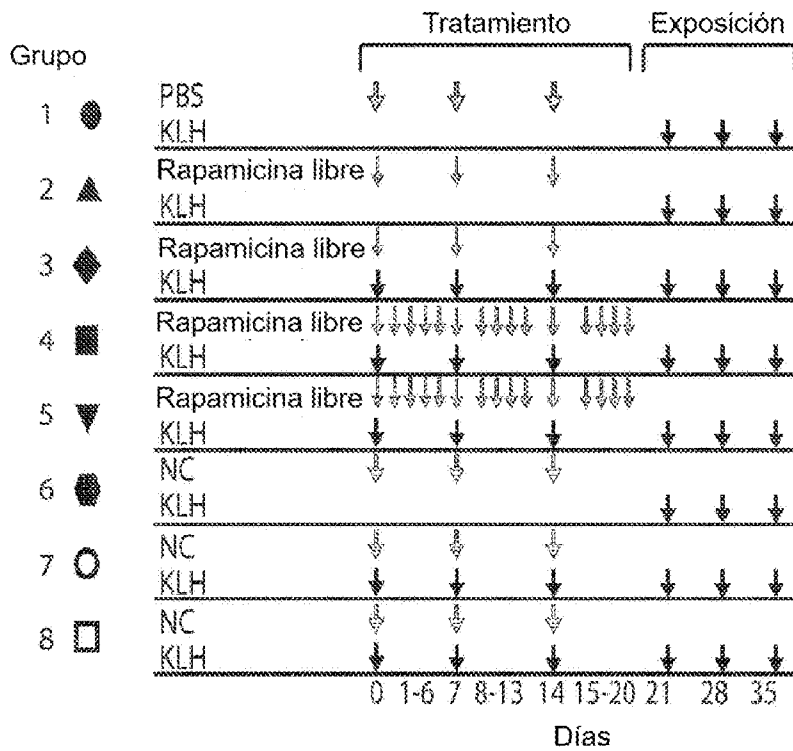 Tratamiento Exposición
Grupo
PBS
1
KLH
Rapamicina libre
2
KLH
Rapamicina libre
3
KLH
Rapamicina libre
4
KLH
Rapamicina libre
5
KLH
NC
6
KLH
NC
7
KLH
NC
8
KLH
0 1-6 7 8-13 14 15-20 21 28 35
Días